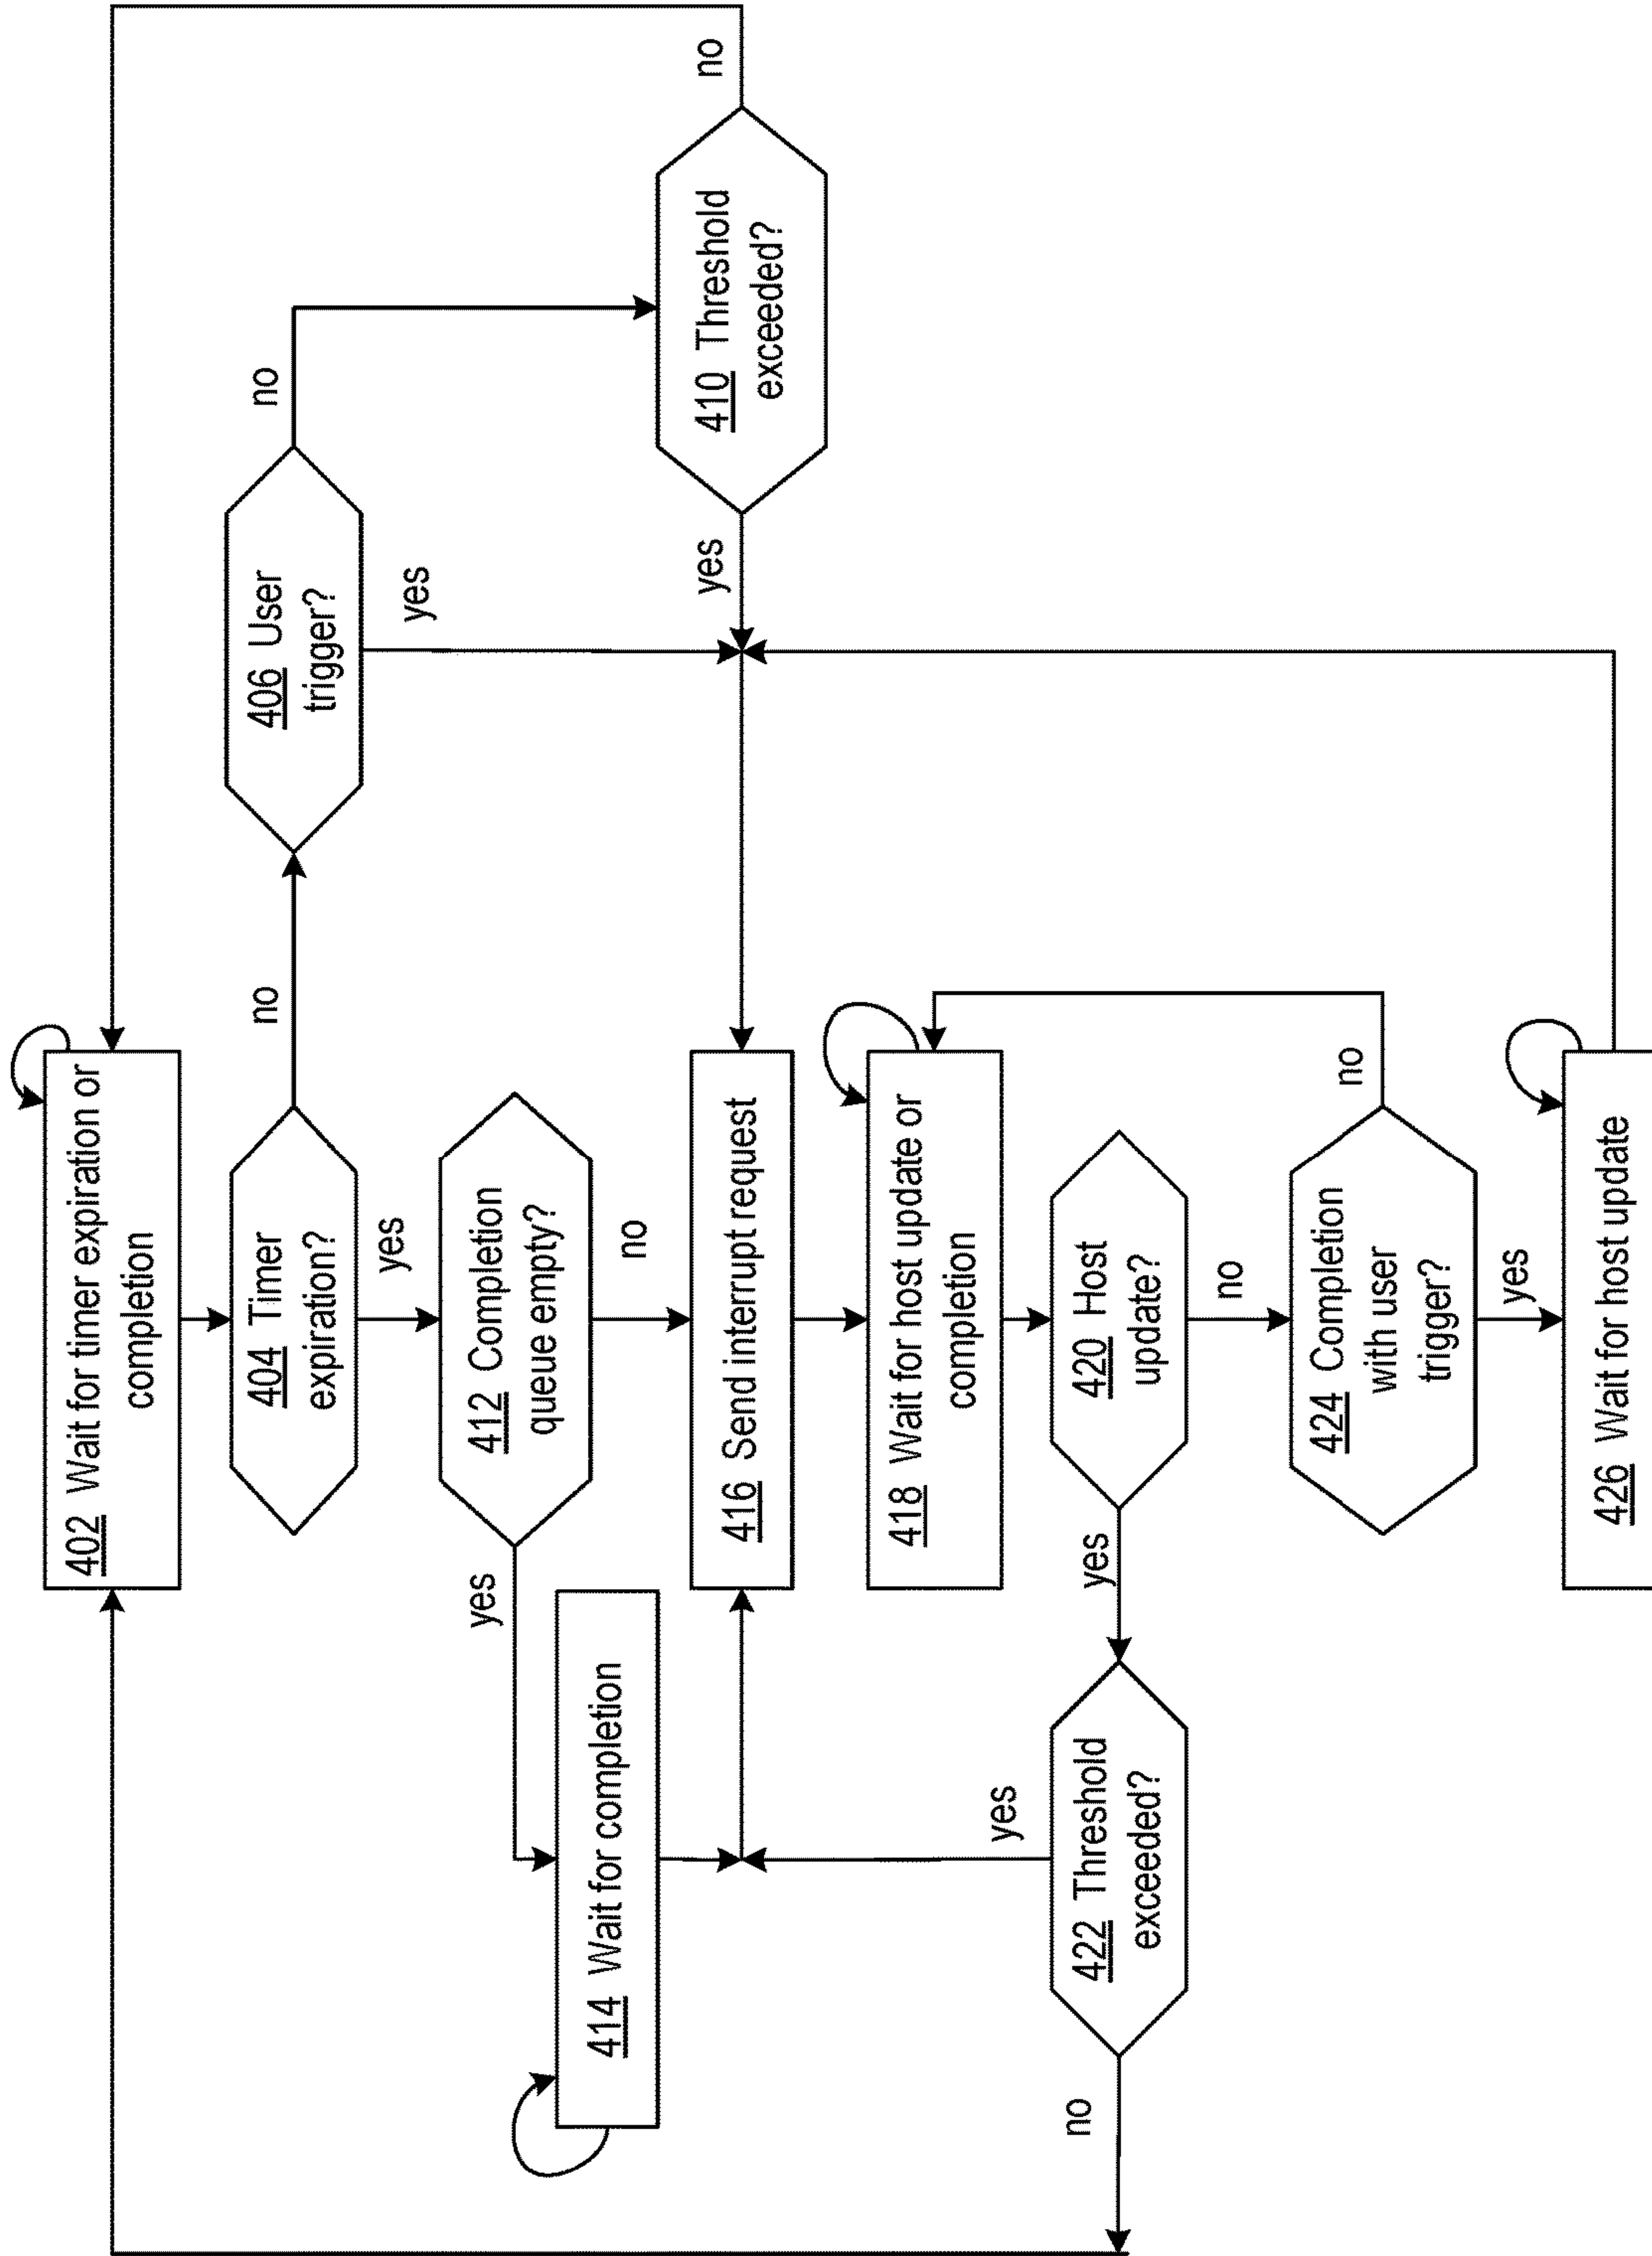 402 Wait for timer expiration or
completion
404 Timer
expiration?
no
406 User
trigger?
no
yes
yes
412 Completion
queue empty?
yes
no
410 Threshold
exceeded?
no
yes
414 Wait for completion
416 Send interrupt request
418 Wait for host update or
completion
420 Host
update?
yes
no
422 Threshold
exceeded?
yes
no
424 Completion
with user
trigger?
no
yes
426 Wait for host update